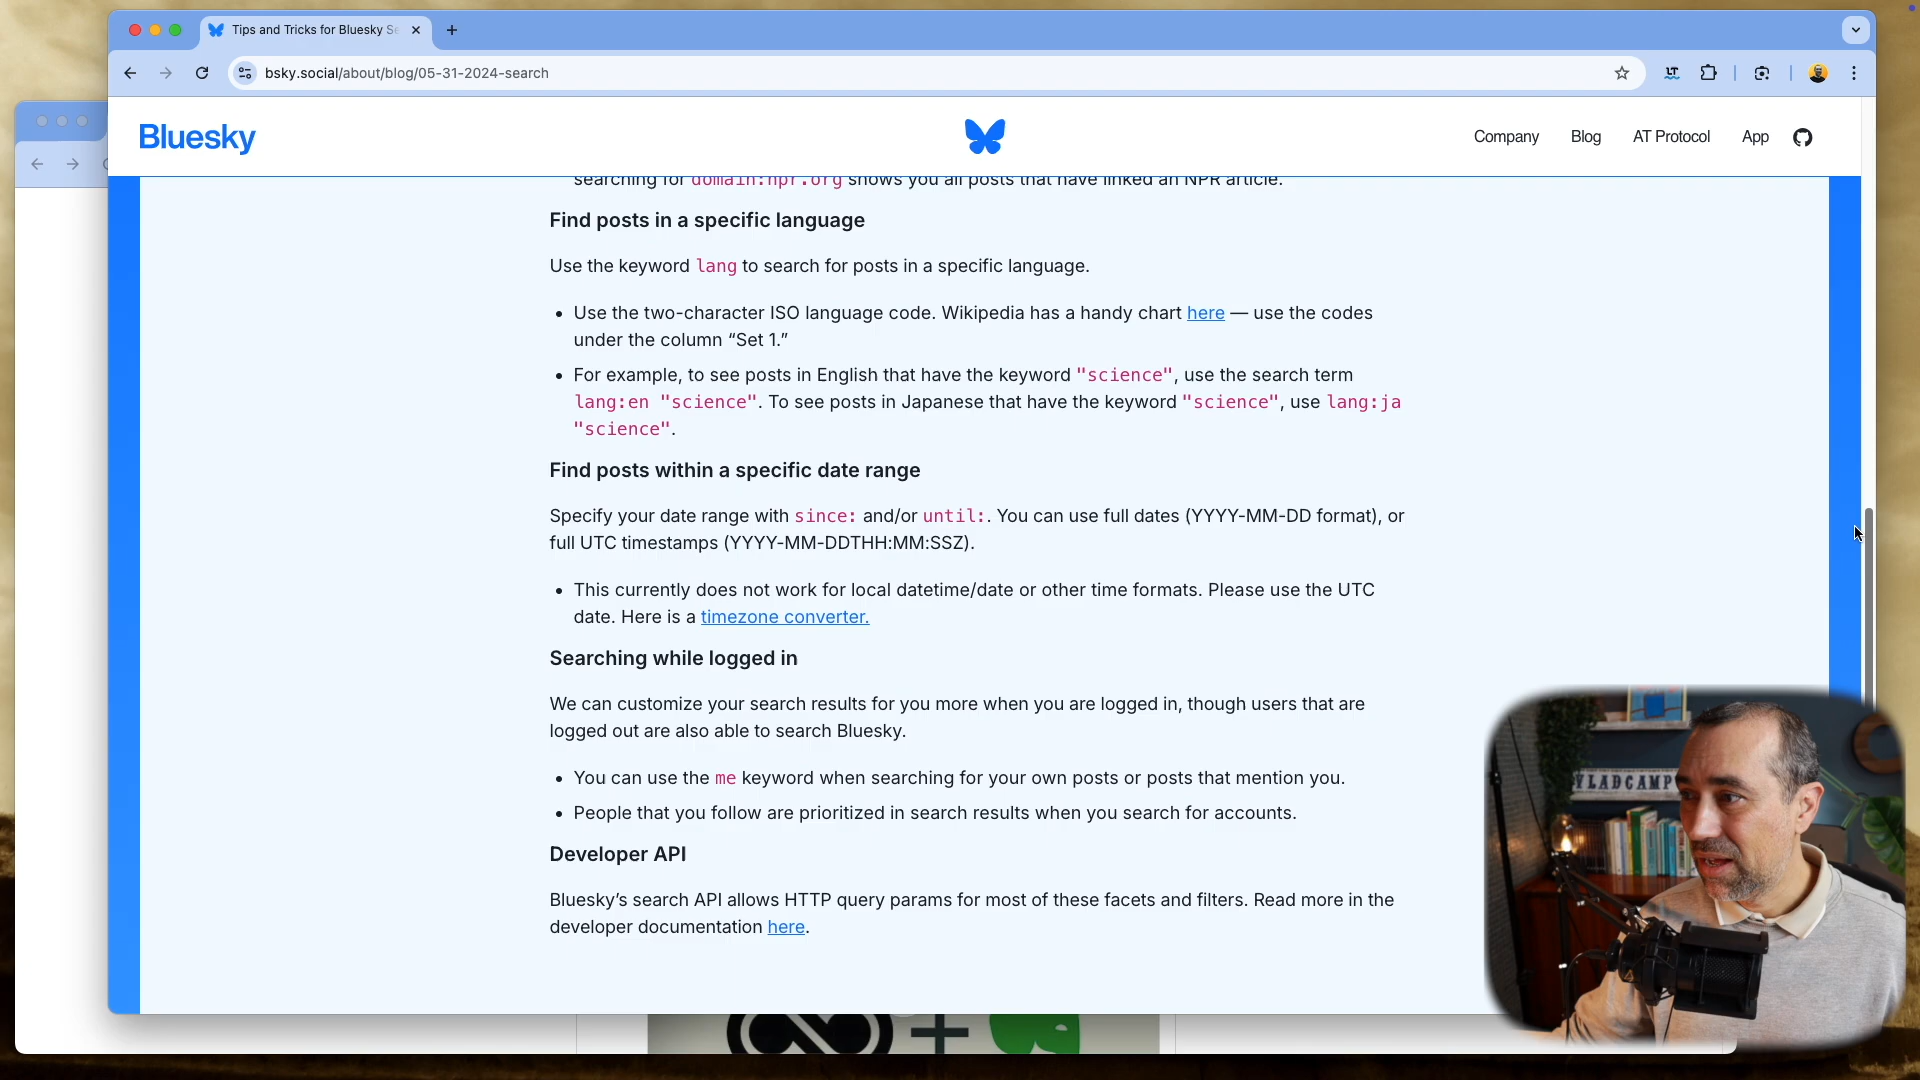 Tips and Tricks for Bluesky Se
bsky.social/about/blog/05-31-2024-search
Bluesky
Company
Blog
AT Protocol
App
searching for domain:npr.org shows you all posts that have linked an NPR article.
Find posts in a specific language
Use the keyword lang to search for posts in a specific language.
Use the two-character ISO language code. Wikipedia has a handy chart here — use the codes
under the column “Set 1.”
For example, to see posts in English that have the keyword "science", use the search term
lang:en "science". To see posts in Japanese that have the keyword "science", use lang:ja
"science".
Find posts within a specific date range
Specify your date range with since: and/or until:. You can use full dates (YYYY-MM-DD format), or
full UTC timestamps (YYYY-MM-DDTHH:MM:SSZ).
This currently does not work for local datetime/date or other time formats. Please use the UTC
date. Here is a timezone converter.
Searching while logged in
We can customize your search results for you more when you are logged in, though users that are
logged out are also able to search Bluesky.
You can use the me keyword when searching for your own posts or posts that mention you.
People that you follow are prioritized in search results when you search for accounts.
Developer API
Bluesky’s search API allows HTTP query params for most of these facets and filters. Read more in the
developer documentation here.
VLADCAMP